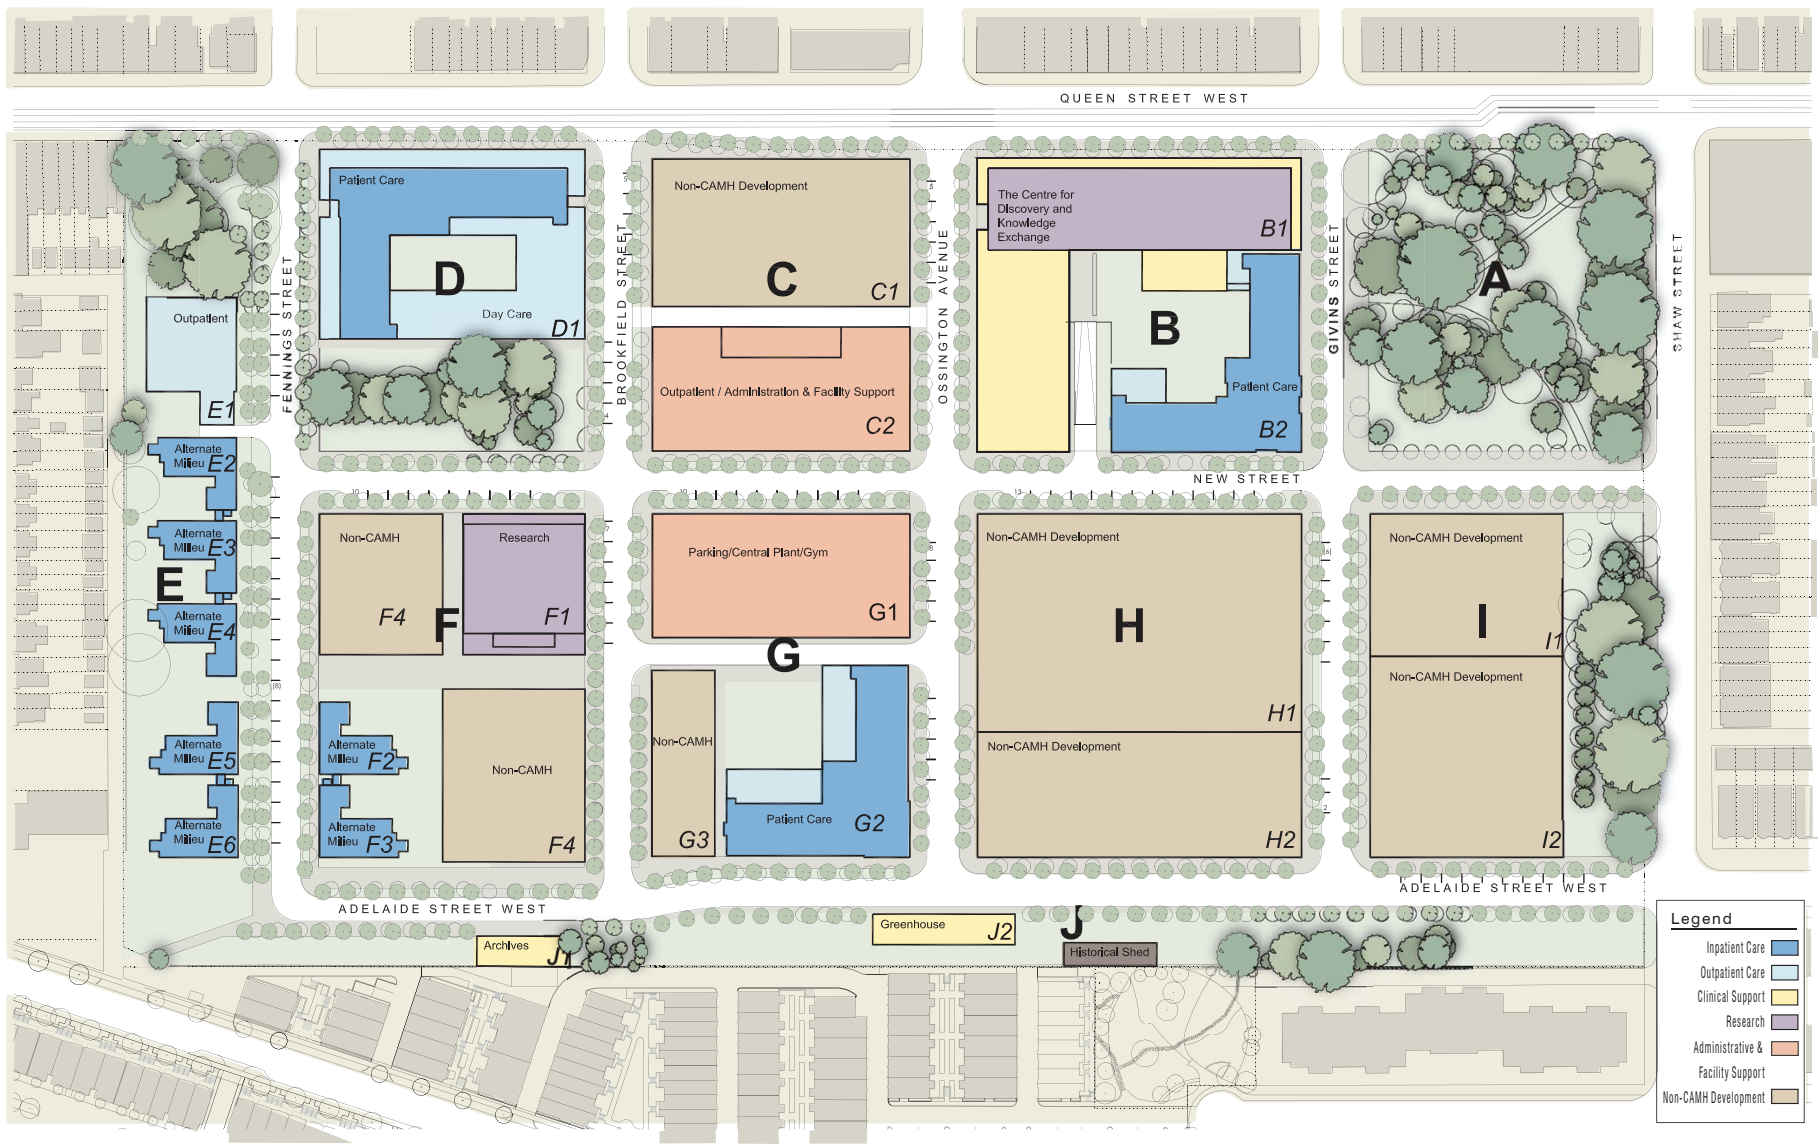 QUEEN STREET WEST
Patient Care
D
Day Care
D1
Non-CAMH Development
C
C1
Outpatient / Administration & Facility Support
C2
The Centre for
Discovery and
Knowledge
Exchange
B1
B
Patient Care
B2
A
FENNINGS STREET
BROOKFIELD STREET
OSSINGTON AVENUE
GIVINS STREET
SHAW STREET
NEW STREET
Outpatient
E1
Alternate
Milieu
E2
Alternate
Milieu
E3
E
Alternate
Milieu
E4
Alternate
Milieu
E5
Alternate
Milieu
E6
10
Non-CAMH
F4
F
Research
F1
Alternate
Milieu
F2
Alternate
Milieu
F3
Non-CAMH
F4
Parking/Central Plant/Gym
G1
G
Non-CAMH
G3
Patient Care
G2
13
Non-CAMH Development
H
H1
Non-CAMH Development
H2
Non-CAMH Development
I
I1
Non-CAMH Development
I2
(8)
(6)
ADELAIDE STREET WEST
ADELAIDE STREET WEST
Archives
J1
Greenhouse
J2
J
Historical Shed
Legend
Inpatient Care
Outpatient Care
Clinical Support
Research
Administrative &
Facility Support
Non-CAMH Development